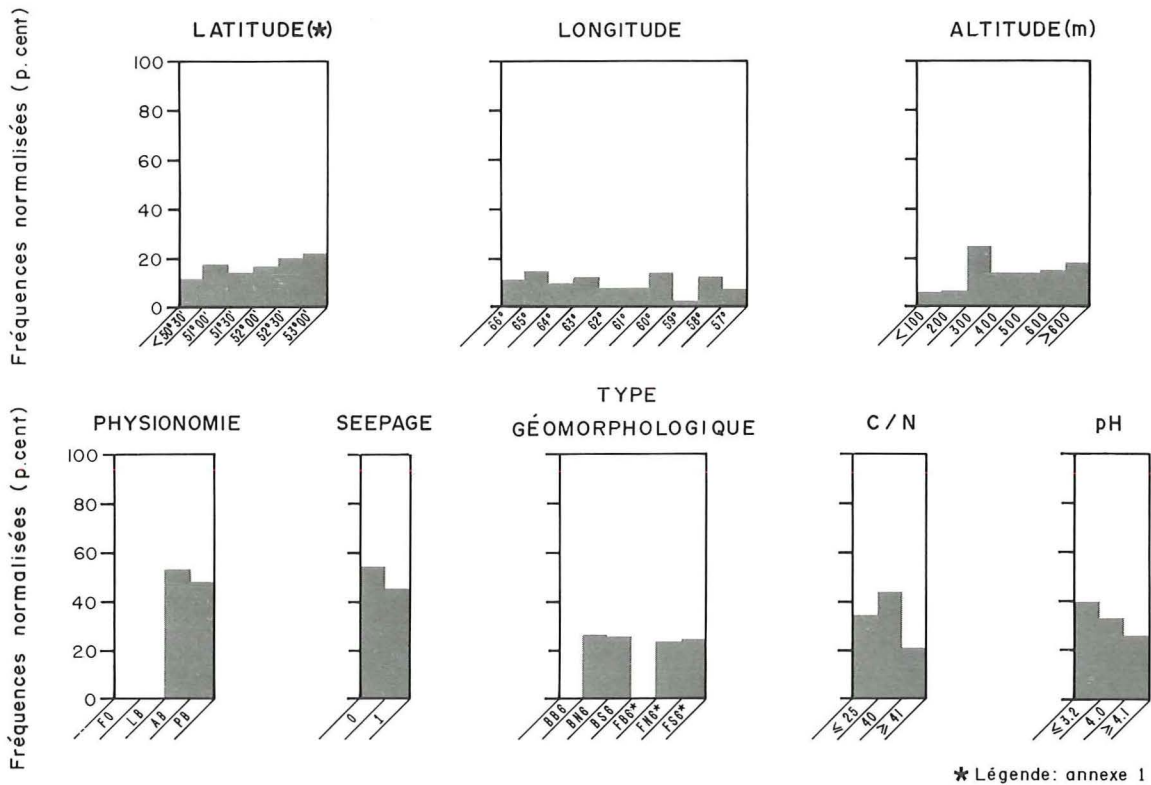 LATITUDE(*)
LONGITUDE
ALTITUDE(m)
Fréquences normalisées (p. cent)
100
80
60
40
20
0
<50°30'
51°00'
51°30'
52°00'
52°30'
53°00'
66°
65°
64°
63°
62°
61°
60°
59°
58°
57°
<100
200
300
400
500
600
>600
PHYSIONOMIE
SEEPAGE
TYPE
GÉOMORPHOLOGIQUE
C/N
pH
Fréquences normalisées (p.cent)
100
80
60
40
20
0
FO
LB
AB
PB
0
1
BB6
BN6
BS6
FB6*
FN6*
FS6*
≤ 25
40
≥ 41
≤ 3.2
4.0
≥ 4.1
* Légende: annexe 1